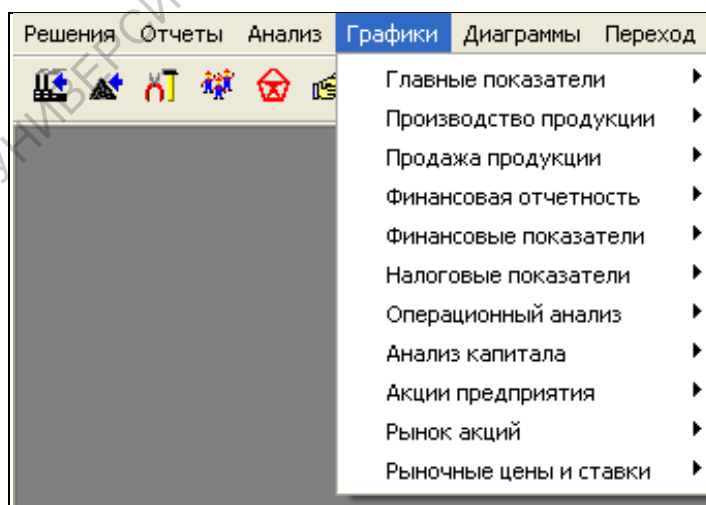 Решения Отчеты Анализ Графики Диаграммы Переход
Главные показатели
Производство продукции
Продажа продукции
Финансовая отчетность
Финансовые показатели
Налоговые показатели
Операционный анализ
Анализ капитала
Акции предприятия
Рынок акций
Рыночные цены и ставки